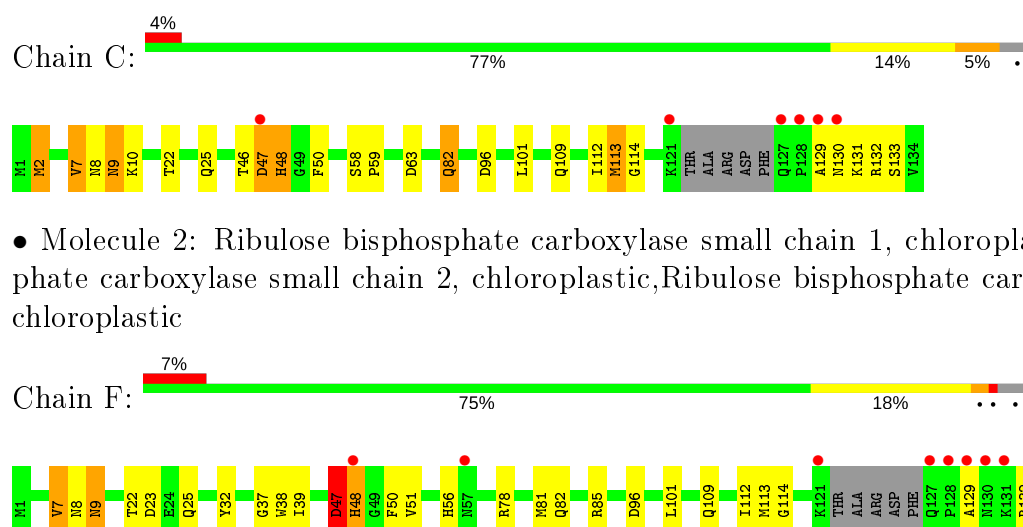 4%
Chain C:
77% 14% 5% •
M1 M2 V7 N8 N9 K10 T22 Q25 T46 D47 H48 G49 F50 S58 P59 D63 Q82 D96 L101 Q109 I112 M113 G114 K121 THR ALA ARG ASP PHE Q127 P128 A129 N130 K131 R132 S133 V134
• Molecule 2: Ribulose bisphosphate carboxylase small chain 1, chloropla
phate carboxylase small chain 2, chloroplastic,Ribulose bisphosphate car
chloroplastic
7%
Chain F:
75% 18% • • •
M1 V7 N8 N9 T22 D23 E24 Q25 Y32 G37 W38 I39 D47 H48 G49 F50 V51 H56 N57 R78 M81 Q82 R85 D96 L101 Q109 I112 M113 G114 K121 THR ALA ARG ASP PHE Q127 P128 A129 N130 K131